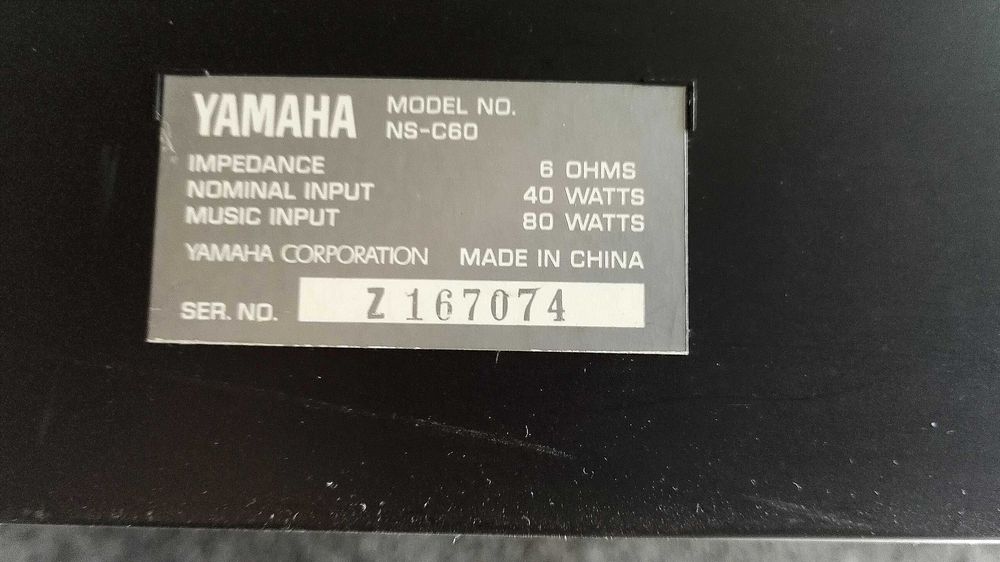 YAMAHA MODEL NO.
NS-C60
IMPEDANCE 6 OHMS
NOMINAL INPUT 40 WATTS
MUSIC INPUT 80 WATTS
YAMAHA CORPORATION MADE IN CHINA
SER. NO. Z 167074